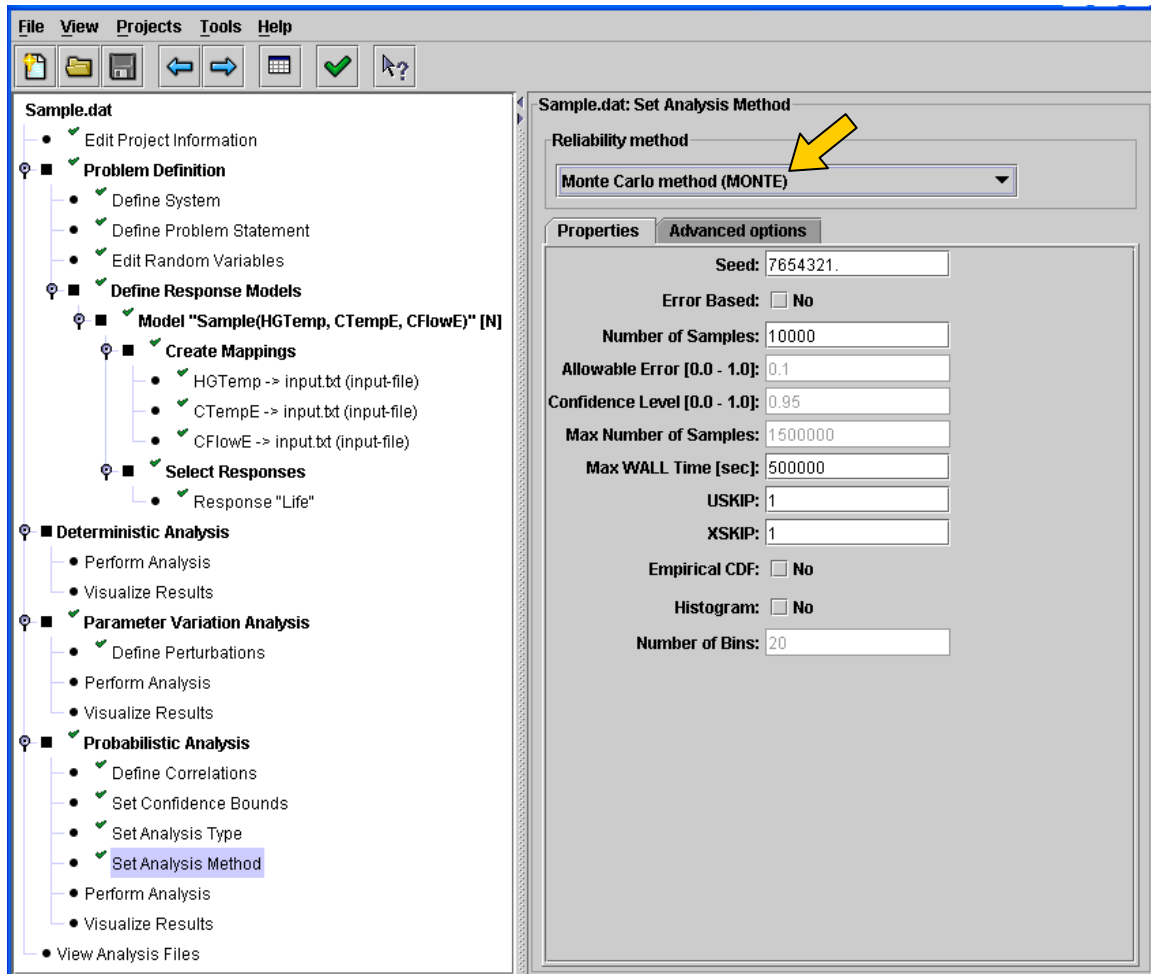 File View Projects Tools Help
Sample.dat
Edit Project Information
Problem Definition
Define System
Define Problem Statement
Edit Random Variables
Define Response Models
Model "Sample(HGTemp, CTempE, CFlowE)" [N]
Create Mappings
HGTemp -> input.txt (input-file)
CTempE -> input.txt (input-file)
CFlowE -> input.txt (input-file)
Select Responses
Response "Life"
Deterministic Analysis
Perform Analysis
Visualize Results
Parameter Variation Analysis
Define Perturbations
Perform Analysis
Visualize Results
Probabilistic Analysis
Define Correlations
Set Confidence Bounds
Set Analysis Type
Set Analysis Method
Perform Analysis
Visualize Results
View Analysis Files
Sample.dat: Set Analysis Method
Reliability method
Monte Carlo method (MONTE)
Properties Advanced options
Seed: 7654321.
Error Based: No
Number of Samples: 10000
Allowable Error [0.0 - 1.0]: 0.1
Confidence Level [0.0 - 1.0]: 0.95
Max Number of Samples: 1500000
Max WALL Time [sec]: 500000
USKIP: 1
XSKIP: 1
Empirical CDF: No
Histogram: No
Number of Bins: 20